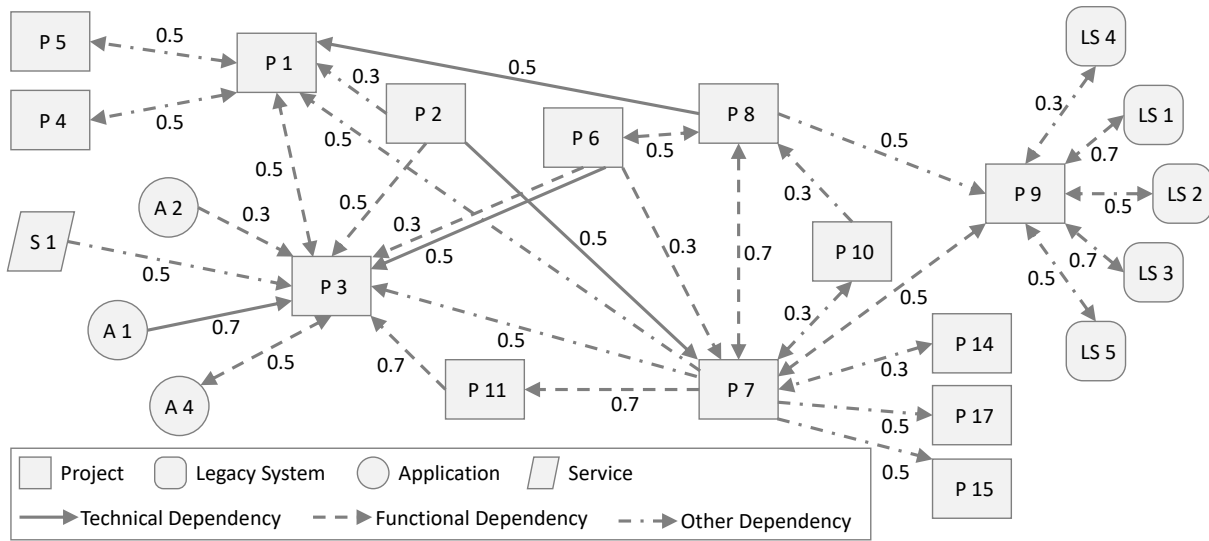 LS 4
P 5
0.5
P 1
0.5
0.3
P 2
P 8
0.3
LS 1
P 4
0.5
P 6
0.5
0.5
0.7
0.5
0.5
P 9
0.5
LS 2
A 2
0.3
0.5
0.3
0.3
S 1
0.5
0.5
0.5
0.3
0.7
P 10
0.7
LS 3
0.5
P 3
0.5
A 1
0.7
0.5
0.3
P 14
LS 5
0.5
0.7
0.5
0.3
A 4
P 11
0.7
P 7
P 17
0.5
P 15
0.5
Project
Legacy System
Application
Service
Technical Dependency
Functional Dependency
Other Dependency